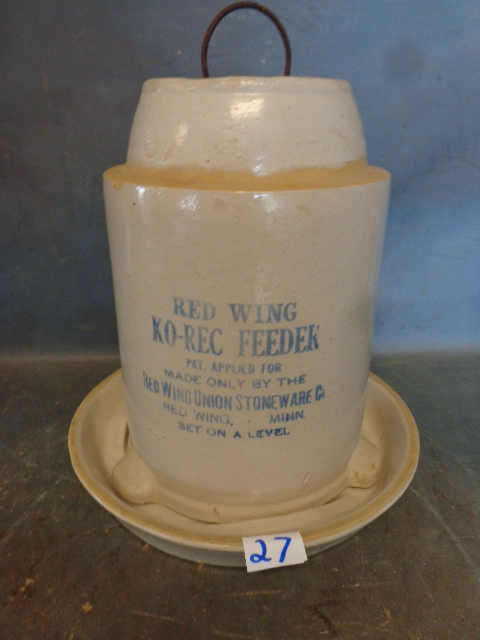 RED WING
KO-REC FEEDER
PAT. APPLIED FOR
MADE ONLY BY THE
RED WING UNION STONEWARE CO.
RED WING, MINN.
SET ON A LEVEL
27